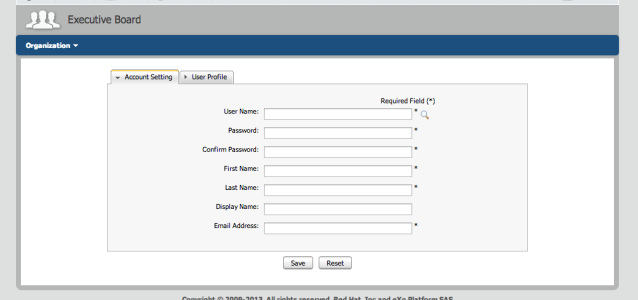 Executive Board
Organization
Account Setting
User Profile
Required Field (*)
User Name: *
Password: *
Confirm Password: *
First Name: *
Last Name: *
Display Name:
Email Address: *
Save
Reset
Copyright © 2009-2013. All rights reserved, Red Hat, Inc and eXo Platform SAS